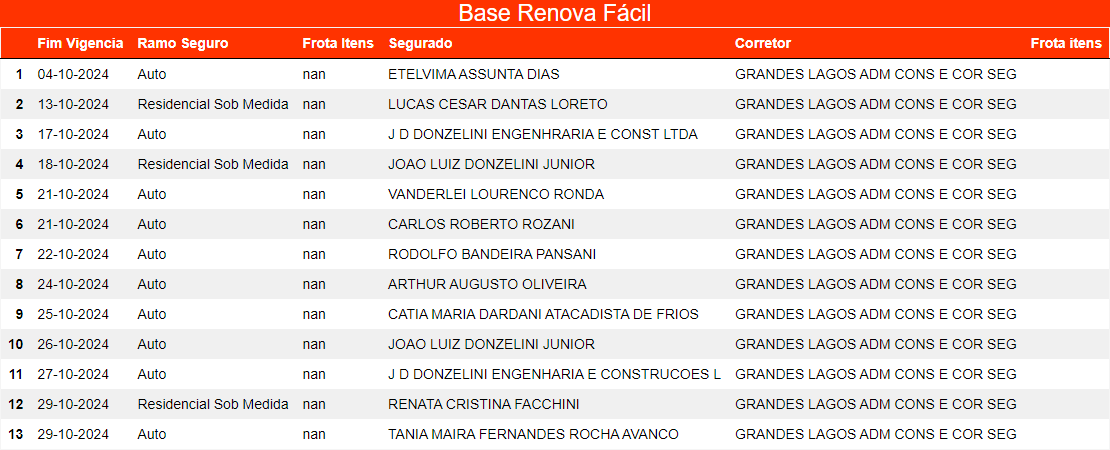 Base Renova Fácil
Fim Vigencia Ramo Seguro Frota Itens Segurado Corretor Frota itens
1 04-10-2024 Auto nan ETELVIMA ASSUNTA DIAS GRANDES LAGOS ADM CONS E COR SEG
2 13-10-2024 Residencial Sob Medida nan LUCAS CESAR DANTAS LORETO GRANDES LAGOS ADM CONS E COR SEG
3 17-10-2024 Auto nan J D DONZELINI ENGENHRARIA E CONST LTDA GRANDES LAGOS ADM CONS E COR SEG
4 18-10-2024 Residencial Sob Medida nan JOAO LUIZ DONZELINI JUNIOR GRANDES LAGOS ADM CONS E COR SEG
5 21-10-2024 Auto nan VANDERLEI LOURENCO RONDA GRANDES LAGOS ADM CONS E COR SEG
6 21-10-2024 Auto nan CARLOS ROBERTO ROZANI GRANDES LAGOS ADM CONS E COR SEG
7 22-10-2024 Auto nan RODOLFO BANDEIRA PANSANI GRANDES LAGOS ADM CONS E COR SEG
8 24-10-2024 Auto nan ARTHUR AUGUSTO OLIVEIRA GRANDES LAGOS ADM CONS E COR SEG
9 25-10-2024 Auto nan CATIA MARIA DARDANI ATACADISTA DE FRIOS GRANDES LAGOS ADM CONS E COR SEG
10 26-10-2024 Auto nan JOAO LUIZ DONZELINI JUNIOR GRANDES LAGOS ADM CONS E COR SEG
11 27-10-2024 Auto nan J D DONZELINI ENGENHARIA E CONSTRUCOES L GRANDES LAGOS ADM CONS E COR SEG
12 29-10-2024 Residencial Sob Medida nan RENATA CRISTINA FACCHINI GRANDES LAGOS ADM CONS E COR SEG
13 29-10-2024 Auto nan TANIA MAIRA FERNANDES ROCHA AVANCO GRANDES LAGOS ADM CONS E COR SEG